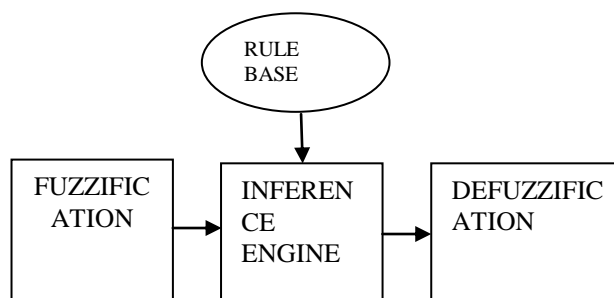 RULE
BASE
FUZZIFIC
ATION
INFEREN
CE
ENGINE
DEFUZZIFIC
ATION